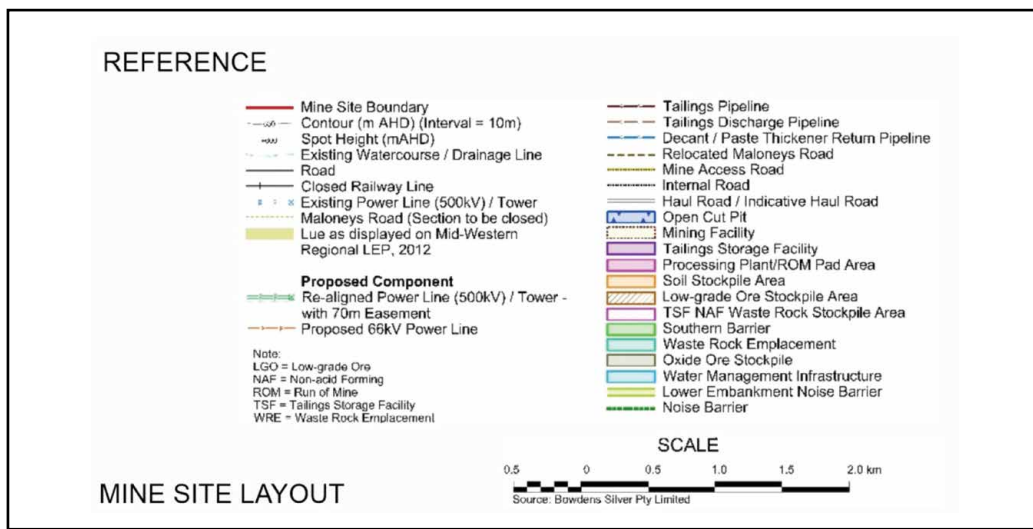 REFERENCE
Mine Site Boundary
Contour (m AHD) (Interval = 10m)
Spot Height (mAHD)
Existing Watercourse / Drainage Line
Road
Closed Railway Line
Existing Power Line (500kV) / Tower
Maloneys Road (Section to be closed)
Lue as displayed on Mid-Western
Regional LEP, 2012
Proposed Component
Re-aligned Power Line (500kV) / Tower -
with 70m Easement
Proposed 66kV Power Line
Note:
LGO = Low-grade Ore
NAF = Non-acid Forming
ROM = Run of Mine
TSF = Tailings Storage Facility
WRE = Waste Rock Emplacement
Tailings Pipeline
Tailings Discharge Pipeline
Decant / Paste Thickener Return Pipeline
Relocated Maloneys Road
Mine Access Road
Internal Road
Haul Road / Indicative Haul Road
Open Cut Pit
Mining Facility
Tailings Storage Facility
Processing Plant/ROM Pad Area
Soil Stockpile Area
Low-grade Ore Stockpile Area
TSF NAF Waste Rock Stockpile Area
Southern Barrier
Waste Rock Emplacement
Oxide Ore Stockpile
Water Management Infrastructure
Lower Embankment Noise Barrier
Noise Barrier
SCALE
0.5 0 0.5 1.0 1.5 2.0 km
Source: Bowdens Silver Pty Limited
MINE SITE LAYOUT